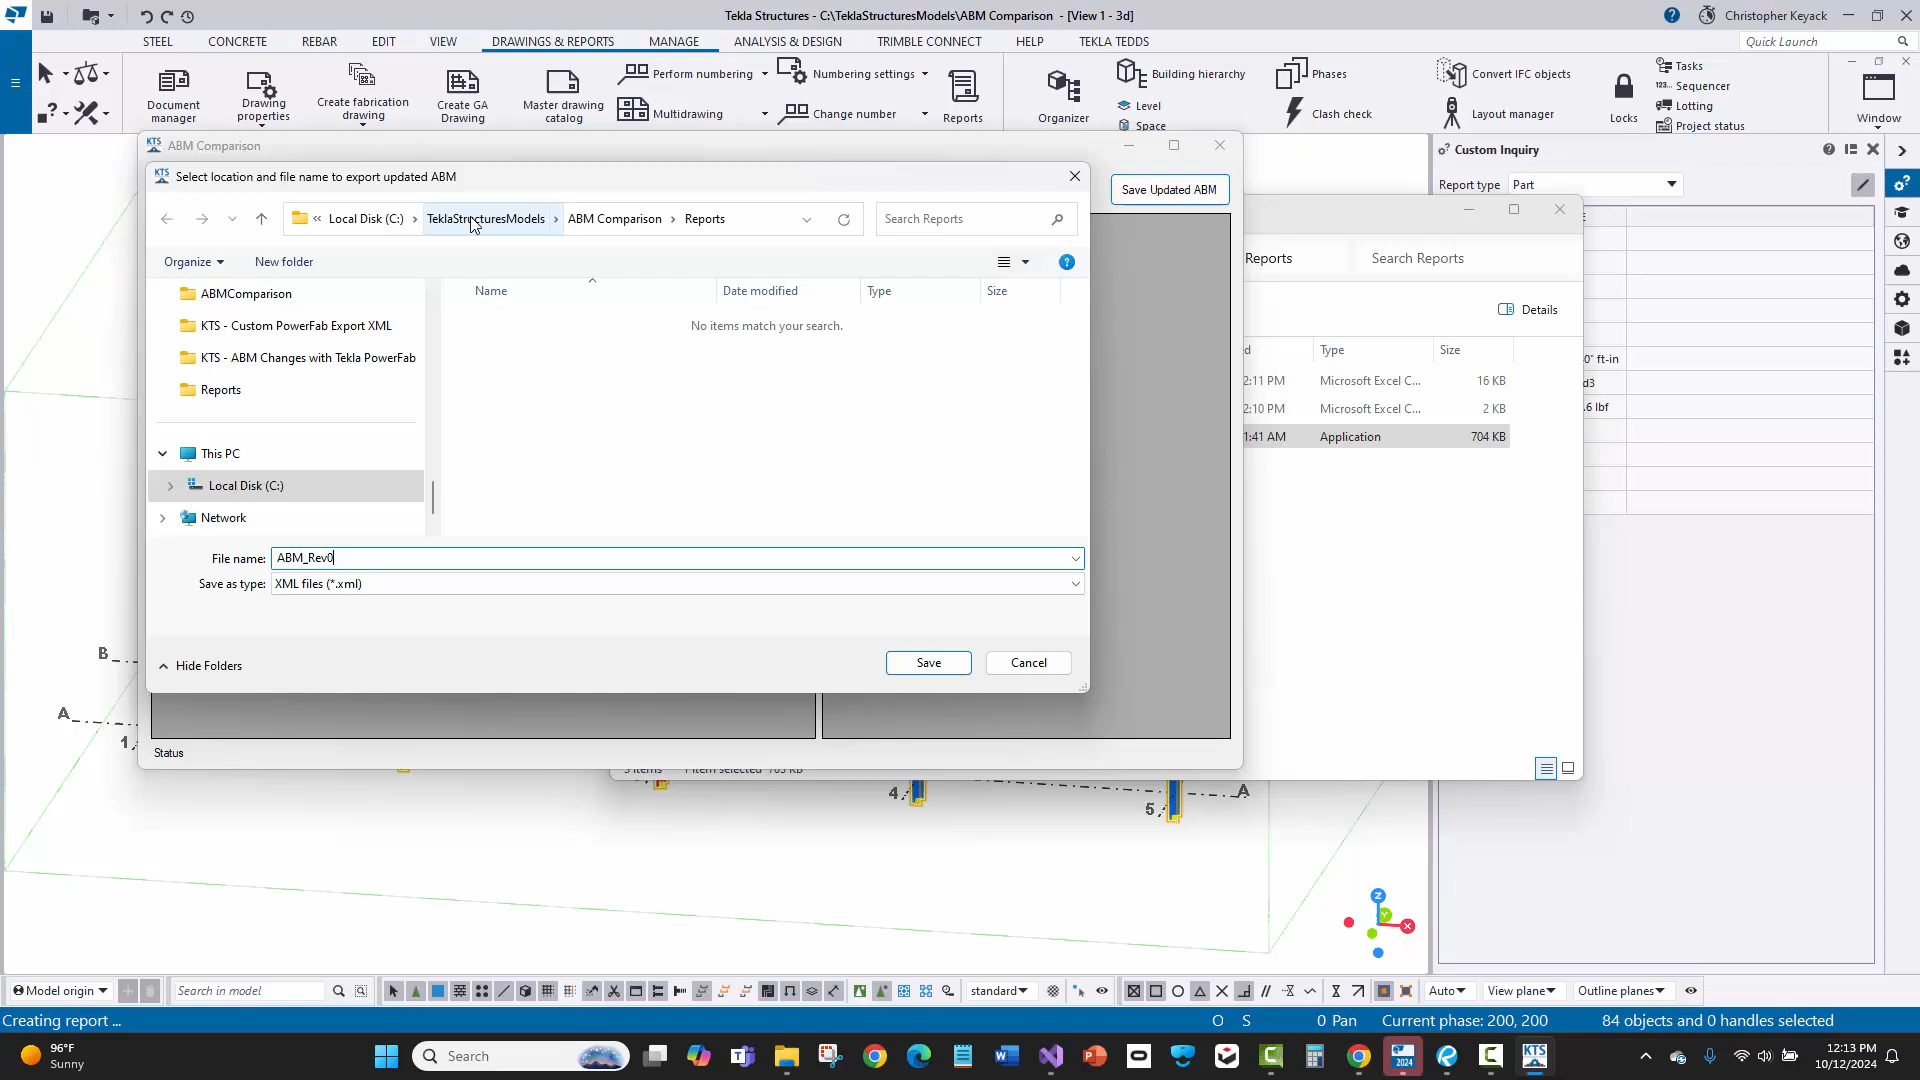 Tekla Structures - C:\TeklaStructuresModels\ABM Comparison - [View 1 - 3d]
Christopher Keyack
STEEL CONCRETE REBAR EDIT VIEW DRAWINGS & REPORTS MANAGE ANALYSIS & DESIGN TRIMBLE CONNECT HELP TEKLA TEDDS
Quick Launch
Document manager
Drawing properties
Create fabrication drawing
Create GA Drawing
Master drawing catalog
Perform numbering
Multidrawing
Numbering settings
Change number
Reports
Organizer
Building hierarchy
Level
Space
Phases
Clash check
Convert IFC objects
Layout manager
Locks
Tasks
Sequencer
Lotting
Project status
Window
KTS ABM Comparison
KTS Select location and file name to export updated ABM
Save Updated ABM
« Local Disk (C:) > TeklaStructuresModels > ABM Comparison > Reports
Search Reports
Organize
New folder
Name Date modified Type Size
No items match your search.
ABMComparison
KTS - Custom PowerFab Export XML
KTS - ABM Changes with Tekla PowerFab
Reports
This PC
Local Disk (C:)
Network
File name: ABM_Rev0
Save as type: XML files (*.xml)
Hide Folders
Save
Cancel
Status
Reports
Search Reports
Details
Type Size
2:11 PM Microsoft Excel C... 16 KB
2:10 PM Microsoft Excel C... 2 KB
1:41 AM Application 704 KB
Custom Inquiry
Report type Part
0" ft-in
d3
.6 lbf
B
A
1
4
5
A
Z
Y
X
Model origin
Search in model
standard
Auto
View plane
Outline planes
Creating report ...
O S 0 Pan Current phase: 200, 200 84 objects and 0 handles selected
96°F
Sunny
Search
2024
KTS
12:13 PM
10/12/2024